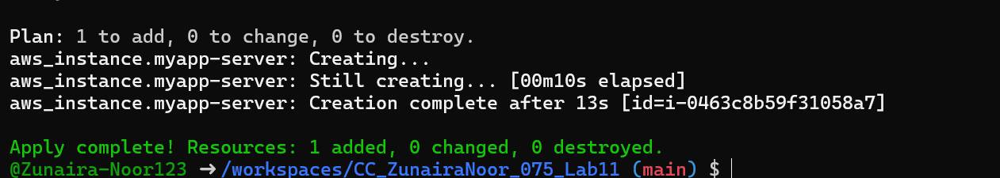 Plan: 1 to add, 0 to change, 0 to destroy.
aws_instance.myapp-server: Creating...
aws_instance.myapp-server: Still creating... [00m10s elapsed]
aws_instance.myapp-server: Creation complete after 13s [id=i-0463c8b59f31058a7]
Apply complete! Resources: 1 added, 0 changed, 0 destroyed.
@Zunaira-Noor123 ➜ /workspaces/CC_ZunairaNoor_075_Lab11 (main) $